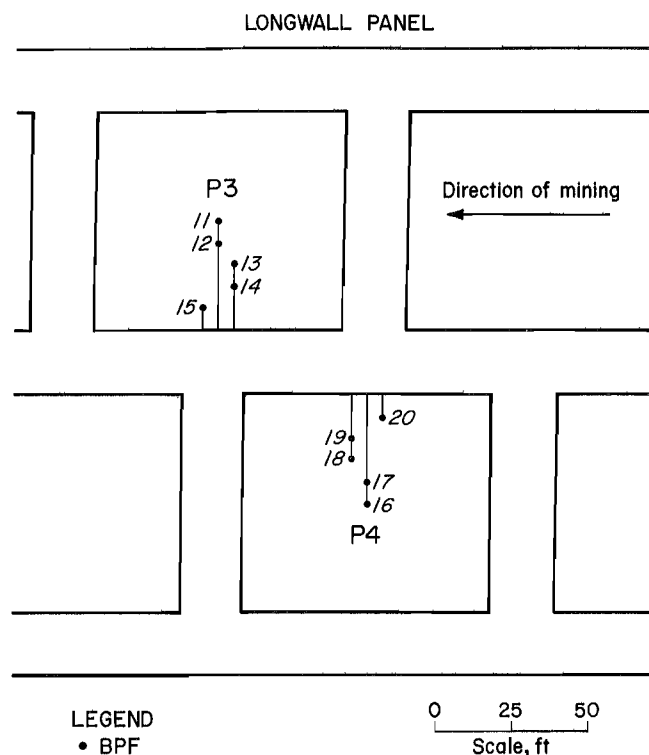 LONGWALL PANEL
P3
Direction of mining
11
12
13
14
15
20
19
18
17
16
P4
LEGEND
• BPF
0 25 50
Scale, ft